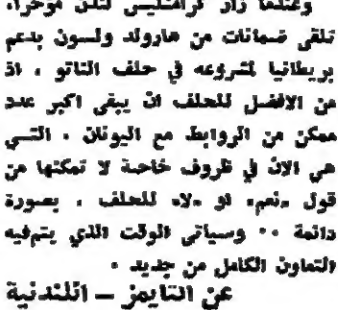 وعندما زار كرامنليس لندن مؤخرا،
تلقى ضمانات من هارولد ولسون بدعم
بريطانيا لمشروعه في حلف الناتو . اذ
من الافضل للحلف ان يبقى اكبر عدد
ممكن من الروابط مع اليونان ، التــي
هي الان في ظروف خاصة لا تمكنها من
قول «نعم» او «لا» للحلف ، بصورة
دائمة .. وسيأتي الوقت الذي يتم فيه
التعاون الكامل من جديد .
عن التايمز – اللندنية